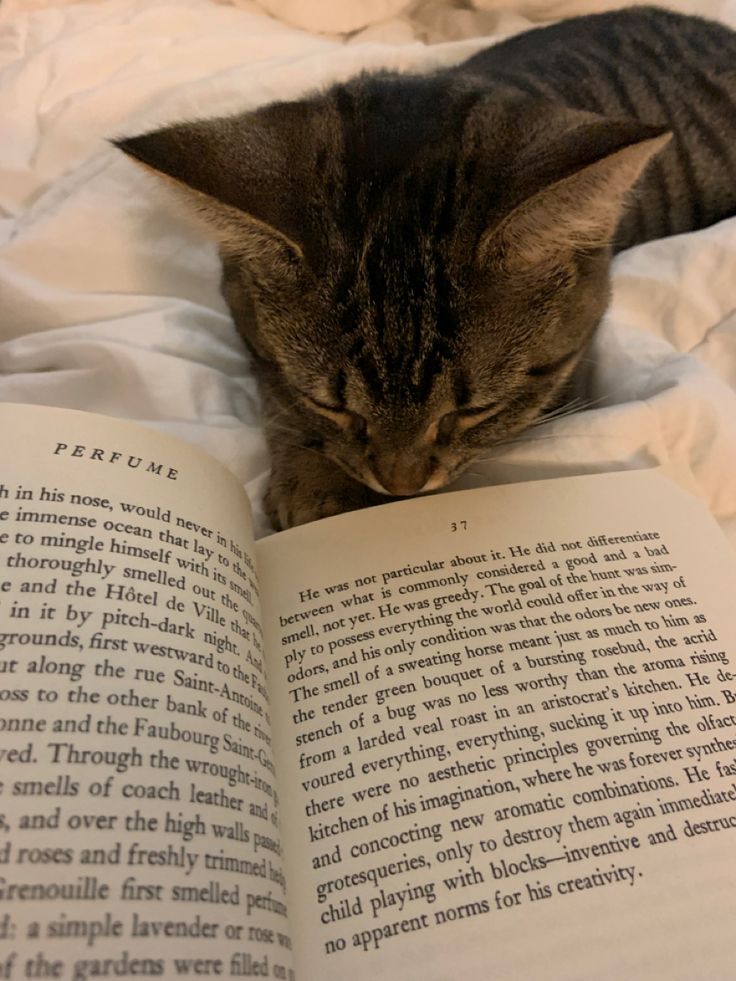 PERFUME
h in his nose, would never in his
e immense ocean that lay to the
e to mingle himself with its smell
thoroughly smelled out the
e and the Hôtel de Ville that he
in it by pitch-dark night. And
grounds, first westward to the
ut along the rue Saint-Antoine
oss to the other bank of the river
onne and the Faubourg Saint-Ger
ved. Through the wrought-iron
e smells of coach leather and of
s, and over the high walls passed
d roses and freshly trimmed
Grenouille first smelled perfume
d: a simple lavender or rose
of the gardens were filled on
37
He was not particular about it. He did not differentiate
between what is commonly considered a good and a bad
smell, not yet. He was greedy. The goal of the hunt was sim-
ply to possess everything the world could offer in the way of
odors, and his only condition was that the odors be new ones.
The smell of a sweating horse meant just as much to him as
the tender green bouquet of a bursting rosebud, the acrid
stench of a bug was no less worthy than the aroma rising
from a larded veal roast in an aristocrat's kitchen. He de-
voured everything, everything, sucking it up into him. B
there were no aesthetic principles governing the olfact
kitchen of his imagination, where he was forever synthes
and concocting new aromatic combinations. He fas
grotesqueries, only to destroy them again immediatel
child playing with blocks—inventive and destruc
no apparent norms for his creativity.